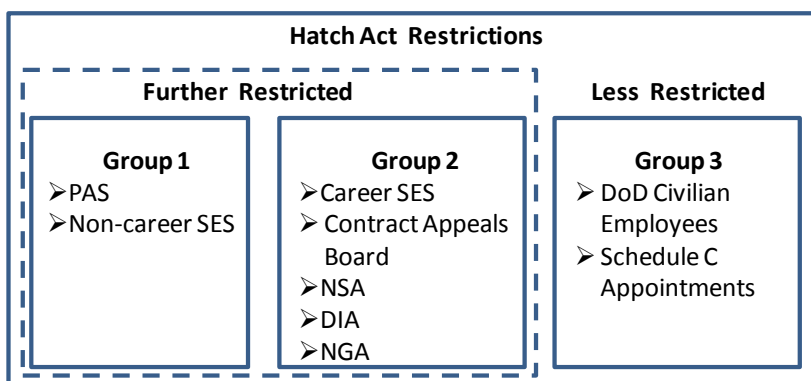 Hatch Act Restrictions
Further Restricted
Less Restricted
Group 1
➢PAS
➢Non-career SES
Group 2
➢Career SES
➢ Contract Appeals
Board
➢NSA
➢DIA
➢NGA
Group 3
➢ DoD Civilian
Employees
➢ Schedule C
Appointments